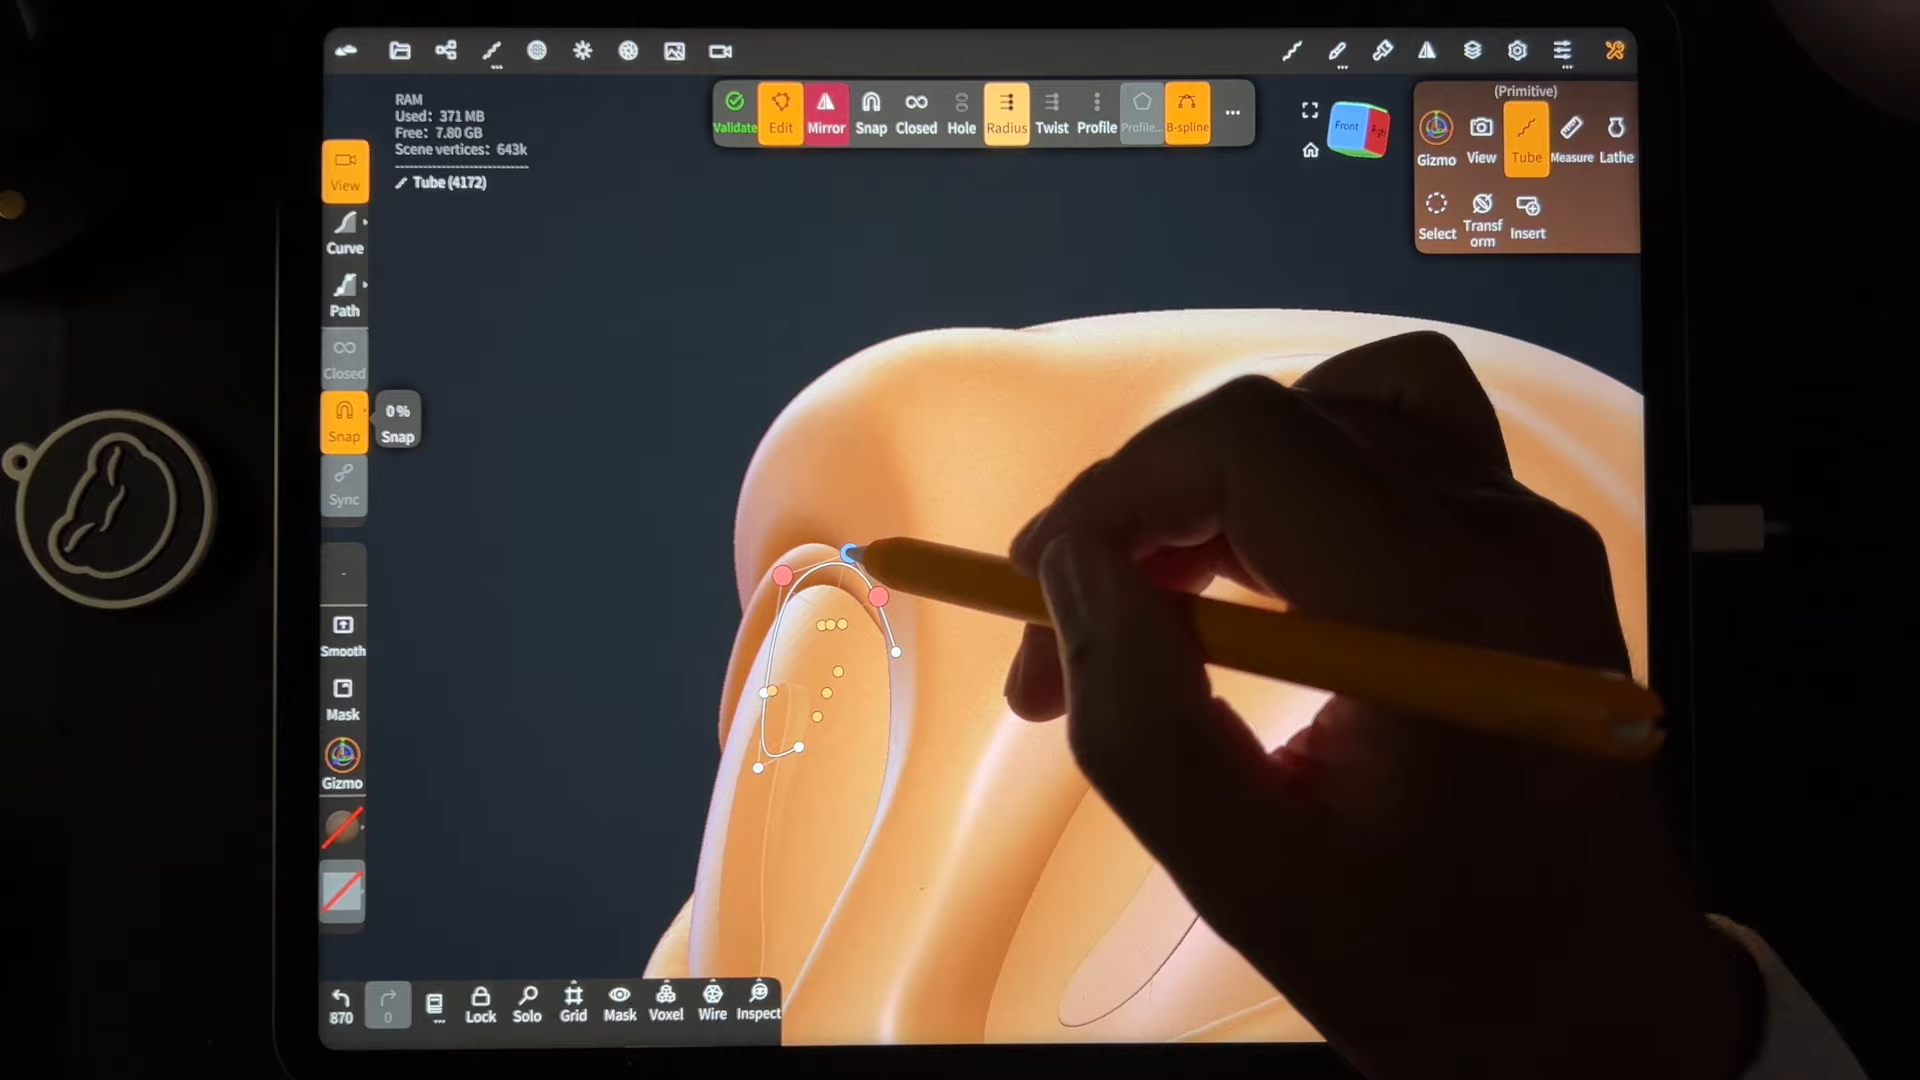 RAM
Used: 371 MB
Free: 7.80 GB
Scene vertices: 643k
Tube (4172)
Validate Edit Mirror Snap Closed Hole Radius Twist Profile Profile... B-spline ...
Front Right
(Primitive)
Gizmo View Tube Measure Lathe
Select Transf
orm Insert
View
Curve
Path
Closed
Snap
0% Snap
Sync
Smooth
Mask
Gizmo
870 0 ... Lock Solo Grid Mask Voxel Wire Inspect